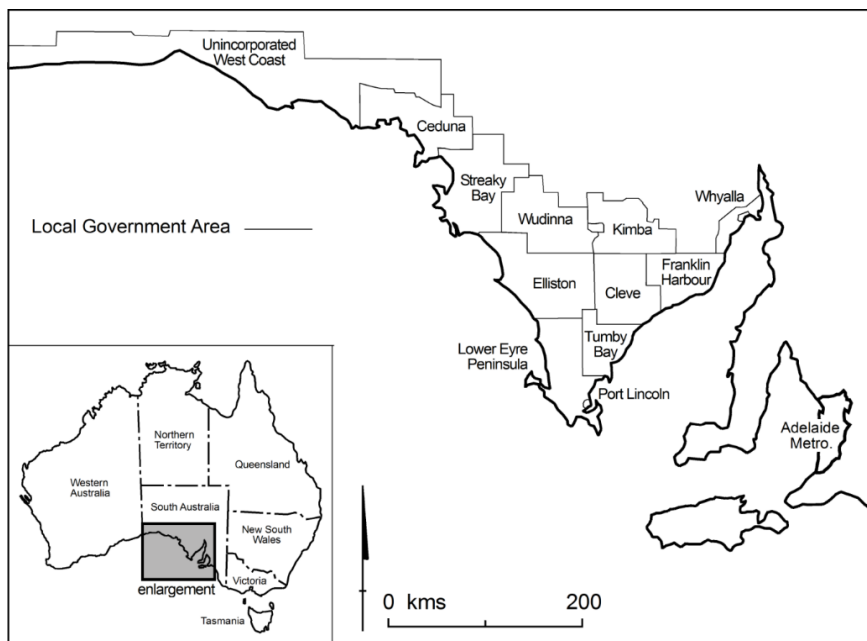 Unincorporated
West Coast
Ceduna
Streaky
Bay
Wudinna
Kimba
Whyalla
Local Government Area
Elliston
Cleve
Franklin
Harbour
Lower Eyre
Peninsula
Tumby
Bay
Port Lincoln
Adelaide
Metro.
Northern
Territory
Western
Australia
Queensland
South Australia
New South
Wales
Victoria
enlargement
Tasmania
0 kms 200